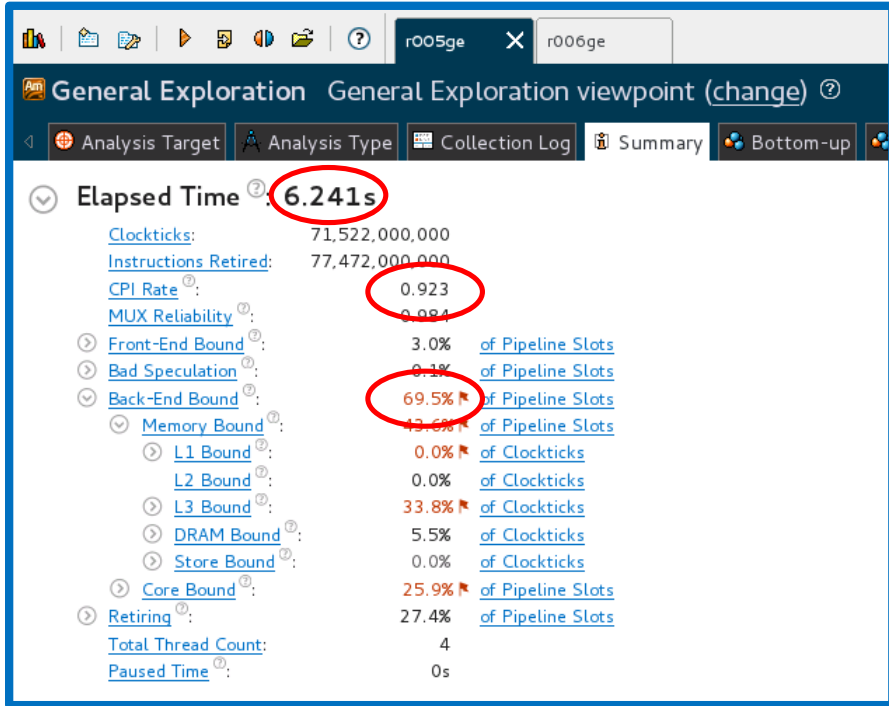 r005ge
r006ge
Am General Exploration General Exploration viewpoint (change) ?
Analysis Target Analysis Type Collection Log Summary Bottom-up
Elapsed Time ?: 6.241s
Clockticks: 71,522,000,000
Instructions Retired: 77,472,000,000
CPI Rate ?: 0.923
MUX Reliability ?: 0.984
Front-End Bound ?: 3.0% of Pipeline Slots
Bad Speculation ?: 0.1% of Pipeline Slots
Back-End Bound ?: 69.5% of Pipeline Slots
Memory Bound ?: 43.6% of Pipeline Slots
L1 Bound ?: 0.0% of Clockticks
L2 Bound ?: 0.0% of Clockticks
L3 Bound ?: 33.8% of Clockticks
DRAM Bound ?: 5.5% of Clockticks
Store Bound ?: 0.0% of Clockticks
Core Bound ?: 25.9% of Pipeline Slots
Retiring ?: 27.4% of Pipeline Slots
Total Thread Count: 4
Paused Time ?: 0s